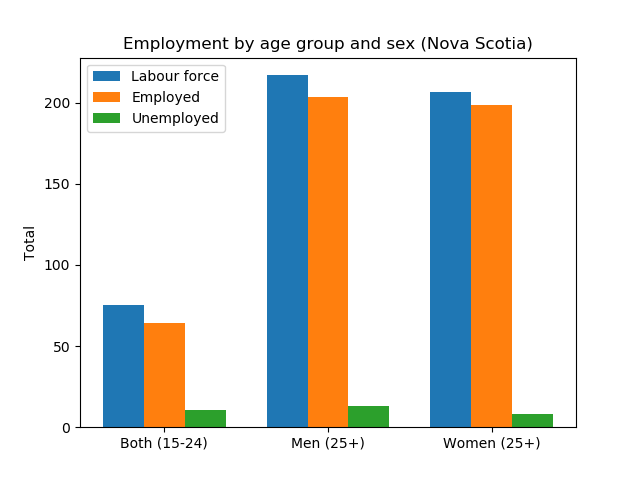 Employment by age group and sex (Nova Scotia)
Labour force
Employed
Unemployed
Total
200
150
100
50
0
Both (15-24)
Men (25+)
Women (25+)